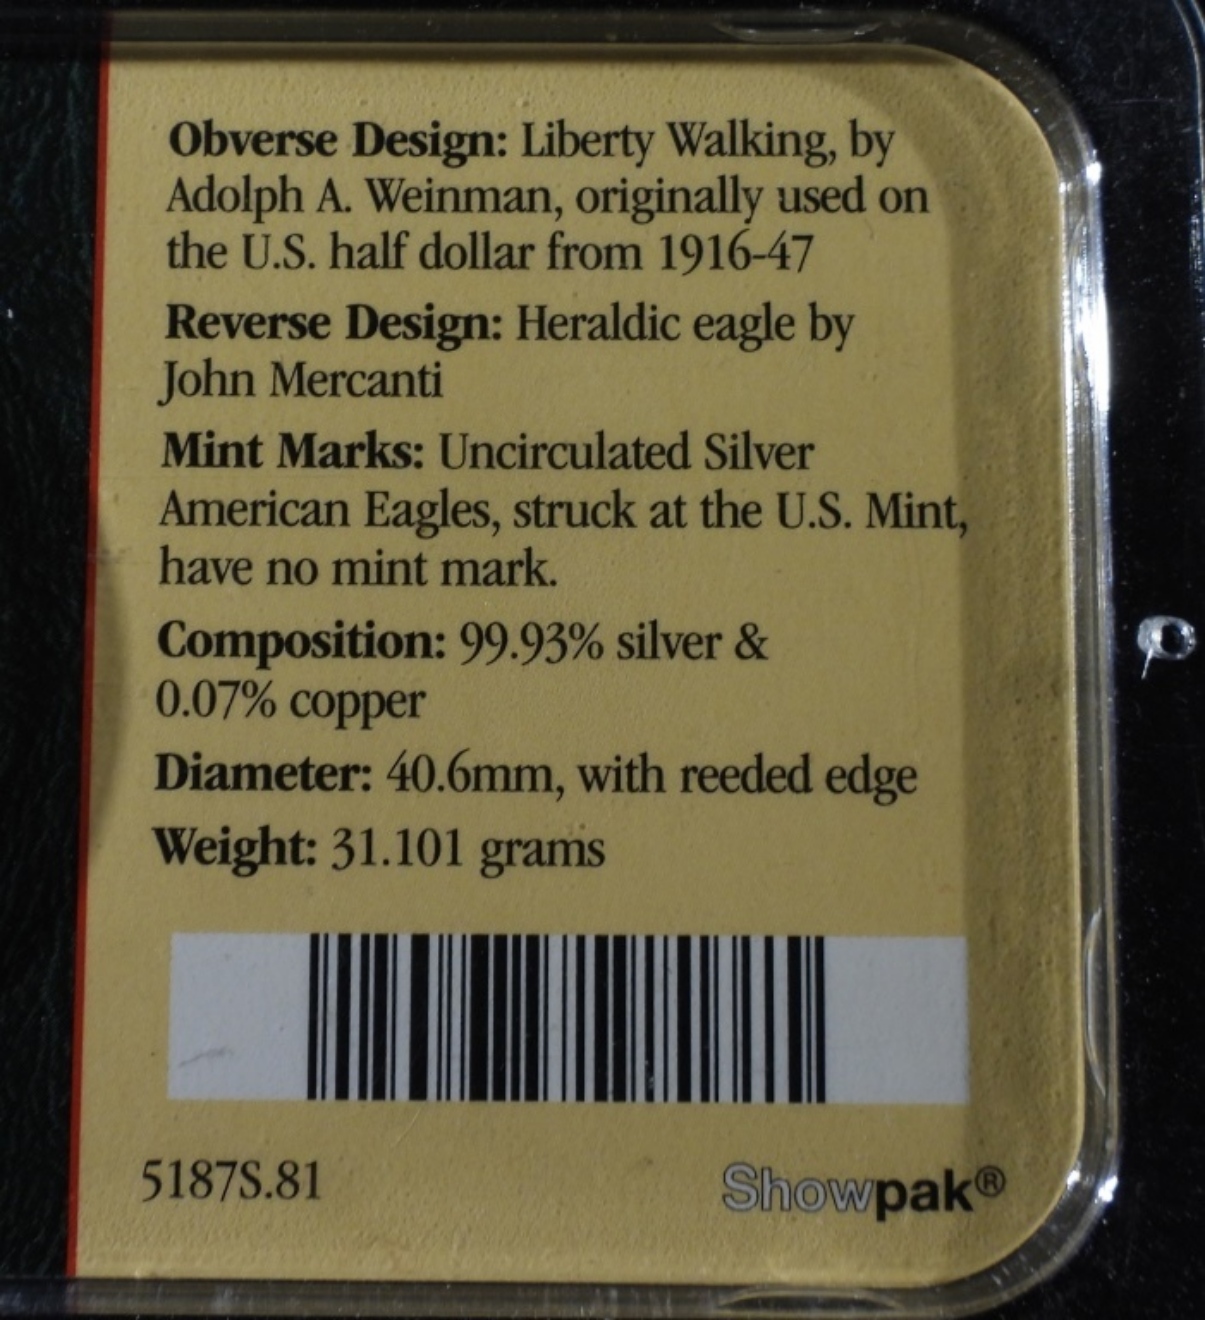 Obverse Design: Liberty Walking, by
Adolph A. Weinman, originally used on
the U.S. half dollar from 1916-47
Reverse Design: Heraldic eagle by
John Mercanti
Mint Marks: Uncirculated Silver
American Eagles, struck at the U.S. Mint,
have no mint mark.
Composition: 99.93% silver &
0.07% copper
Diameter: 40.6mm, with reeded edge
Weight: 31.101 grams
5187S.81
Showpak®